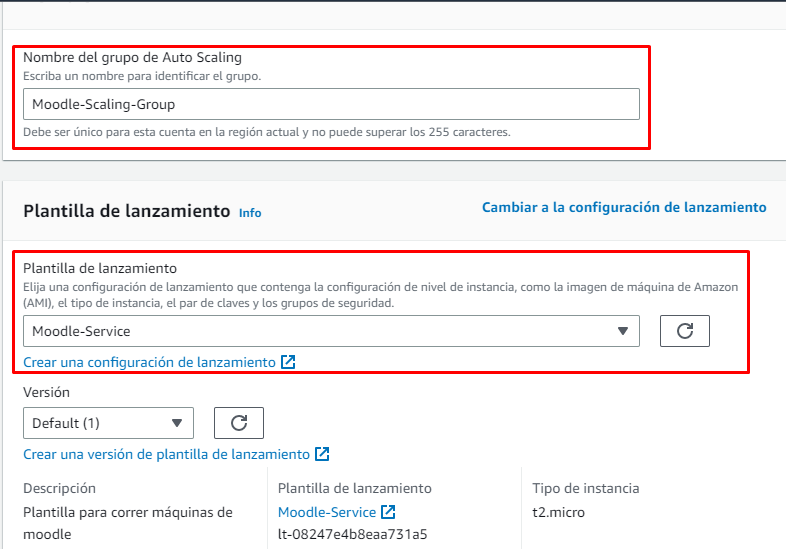 Nombre del grupo de Auto Scaling
Escriba un nombre para identificar el grupo.
Moodle-Scaling-Group
Debe ser único para esta cuenta en la región actual y no puede superar los 255 caracteres.
Plantilla de lanzamiento Info
Cambiar a la configuración de lanzamiento
Plantilla de lanzamiento
Elija una configuración de lanzamiento que contenga la configuración de nivel de instancia, como la imagen de máquina de Amazon
(AMI), el tipo de instancia, el par de claves y los grupos de seguridad.
Moodle-Service
Crear una configuración de lanzamiento
Versión
Default (1)
Crear una versión de plantilla de lanzamiento
Descripción
Plantilla para correr máquinas de
moodle
Plantilla de lanzamiento
Moodle-Service
lt-08247e4b8eaa731a5
Tipo de instancia
t2.micro